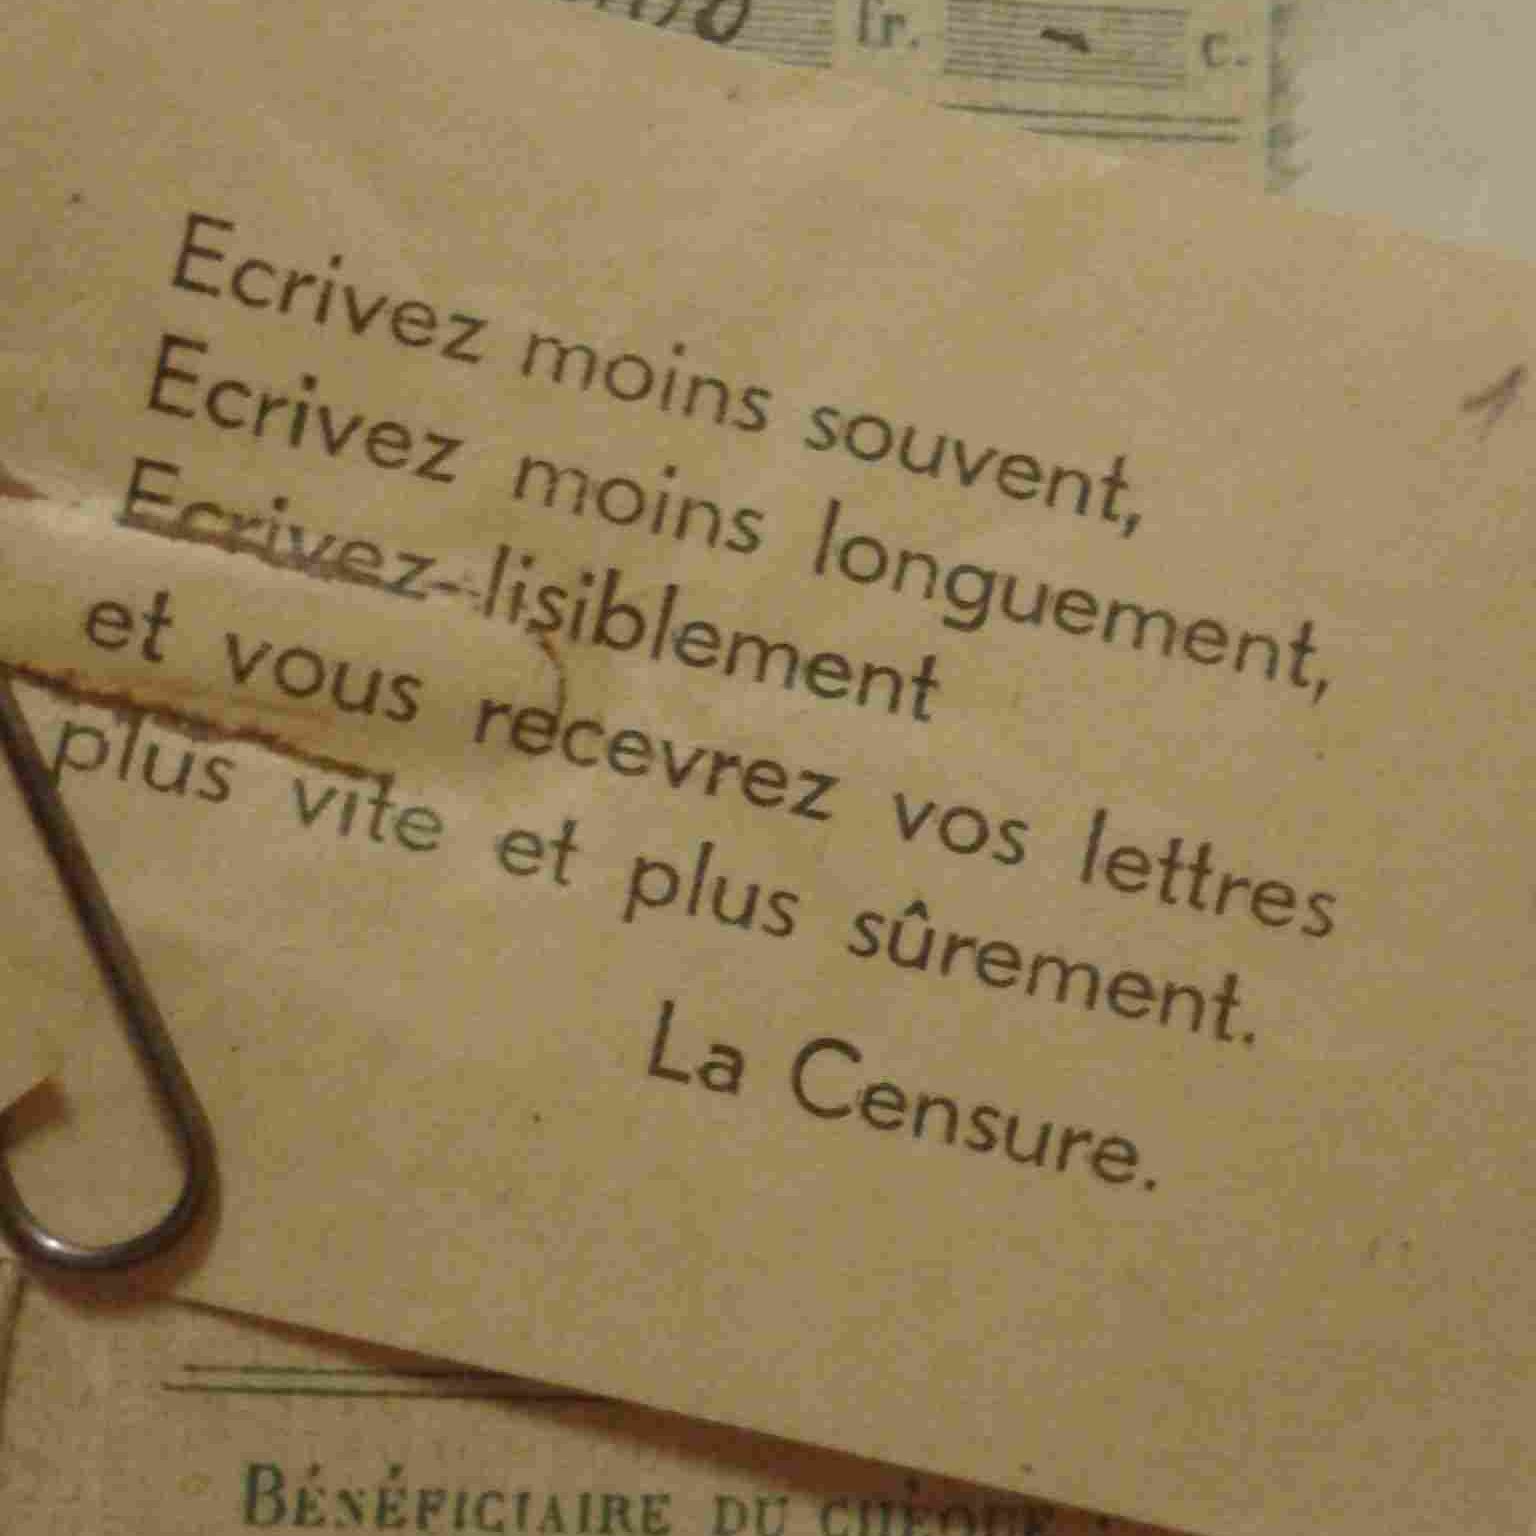 fr. - c.
1
Ecrivez moins souvent,
Ecrivez moins longuement,
Ecrivez lisiblement
et vous recevrez vos lettres
plus vite et plus sûrement.
La Censure.
BÉNÉFICIAIRE DU CHÈQUE :